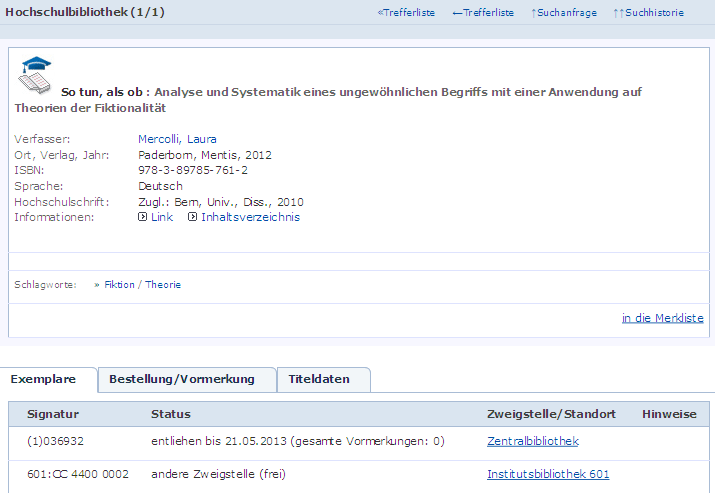 Hochschulbibliothek (1/1) «Trefferliste ←Trefferliste ↑Suchanfrage ↑↑Suchhistorie
So tun, als ob : Analyse und Systematik eines ungewöhnlichen Begriffs mit einer Anwendung auf
Theorien der Fiktionalität
Verfasser: Mercolli, Laura
Ort, Verlag, Jahr: Paderborn, Mentis, 2012
ISBN: 978-3-89785-761-2
Sprache: Deutsch
Hochschulschrift: Zugl.: Bern, Univ., Diss., 2010
Informationen: Link Inhaltsverzeichnis
Schlagworte: » Fiktion / Theorie
in die Merkliste
Exemplare Bestellung/Vormerkung Titeldaten
Signatur Status Zweigstelle/Standort Hinweise
(1)036932 entliehen bis 21.05.2013 (gesamte Vormerkungen: 0) Zentralbibliothek
601:CC 4400 0002 andere Zweigstelle (frei) Institutsbibliothek 601